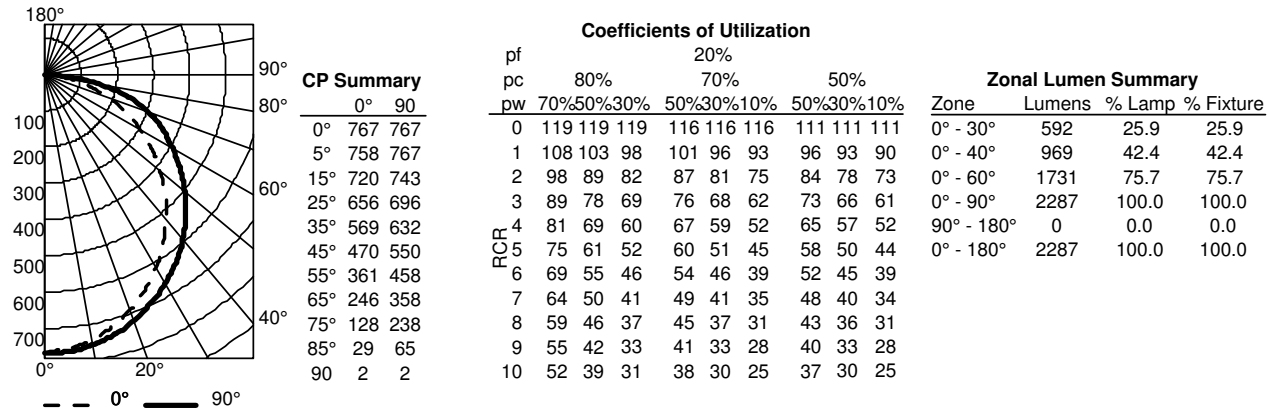 180°
90°
80°
60°
40°
100
200
300
400
500
600
700
0° 20°
0° 90°
CP Summary
0° 90
0° 767 767
5° 758 767
15° 720 743
25° 656 696
35° 569 632
45° 470 550
55° 361 458
65° 246 358
75° 128 238
85° 29 65
90 2 2
Coefficients of Utilization
pf 20%
pc 80% 70% 50%
pw 70%50%30% 50%30%10% 50%30%10%
RCR
0 119 119 119 116 116 116 111 111 111
1 108 103 98 101 96 93 96 93 90
2 98 89 82 87 81 75 84 78 73
3 89 78 69 76 68 62 73 66 61
4 81 69 60 67 59 52 65 57 52
5 75 61 52 60 51 45 58 50 44
6 69 55 46 54 46 39 52 45 39
7 64 50 41 49 41 35 48 40 34
8 59 46 37 45 37 31 43 36 31
9 55 42 33 41 33 28 40 33 28
10 52 39 31 38 30 25 37 30 25
Zonal Lumen Summary
Zone Lumens % Lamp % Fixture
0° - 30° 592 25.9 25.9
0° - 40° 969 42.4 42.4
0° - 60° 1731 75.7 75.7
0° - 90° 2287 100.0 100.0
90° - 180° 0 0.0 0.0
0° - 180° 2287 100.0 100.0